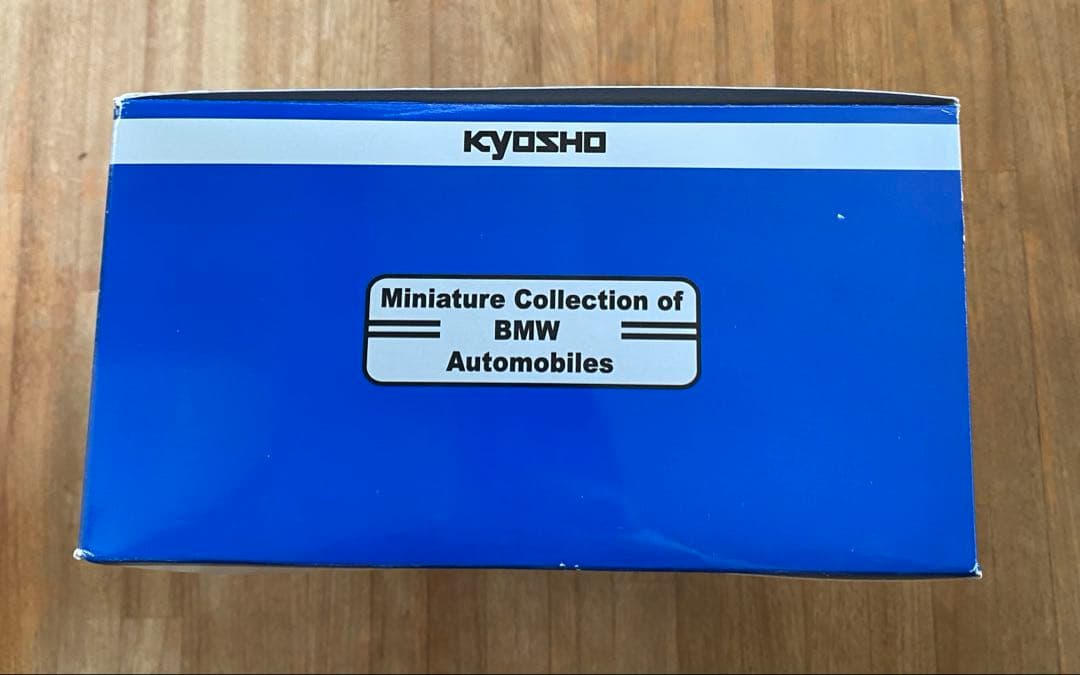 KYOSHO
Miniature Collection of
BMW
Automobiles